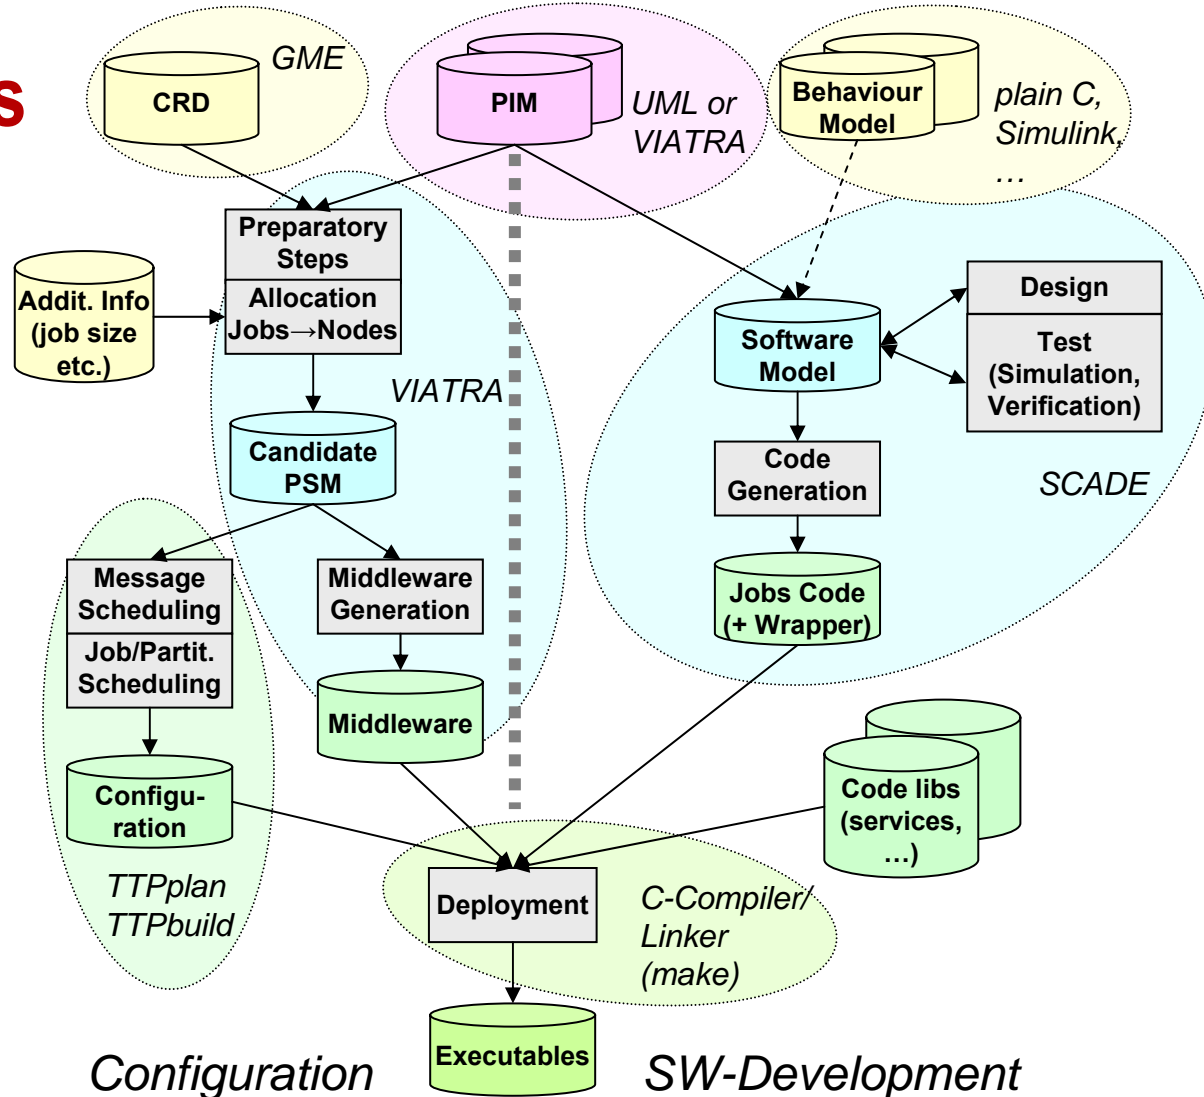 s
GME
CRD
PIM
UML or
VIATRA
Behaviour
Model
plain C,
Simulink,
…
Preparatory
Steps
Allocation
Jobs→Nodes
Addit. Info
(job size
etc.)
VIATRA
Candidate
PSM
Software
Model
Design
Test
(Simulation,
Verification)
Code
Generation
SCADE
Message
Scheduling
Job/Partit.
Scheduling
Middleware
Generation
Jobs Code
(+ Wrapper)
Middleware
Configu-
ration
Code libs
(services,
…)
TTPplan
TTPbuild
Deployment
C-Compiler/
Linker
(make)
Executables
Configuration
SW-Development